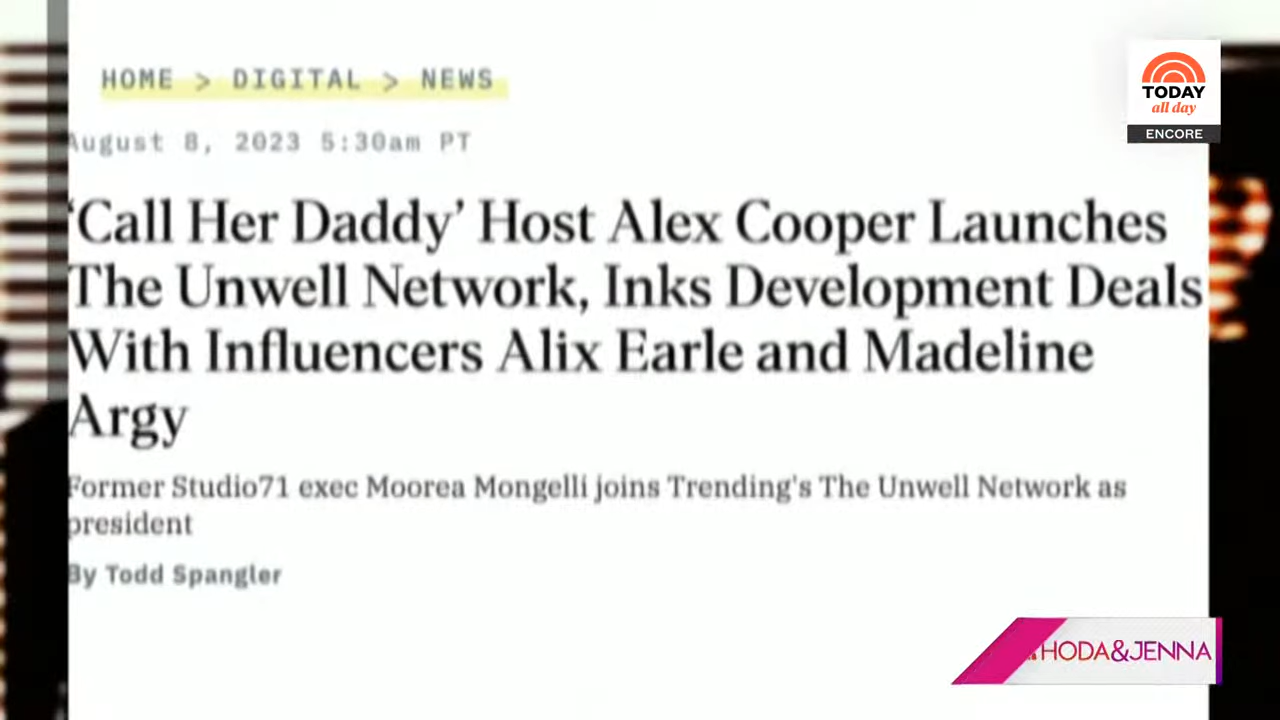 HOME > DIGITAL > NEWS
August 8, 2023 5:30am PT
‘Call Her Daddy’ Host Alex Cooper Launches
The Unwell Network, Inks Development Deals
With Influencers Alix Earle and Madeline
Argy
Former Studio71 exec Moorea Mongelli joins Trending's The Unwell Network as
president
By Todd Spangler
TODAY
all day
ENCORE
HODA&JENNA